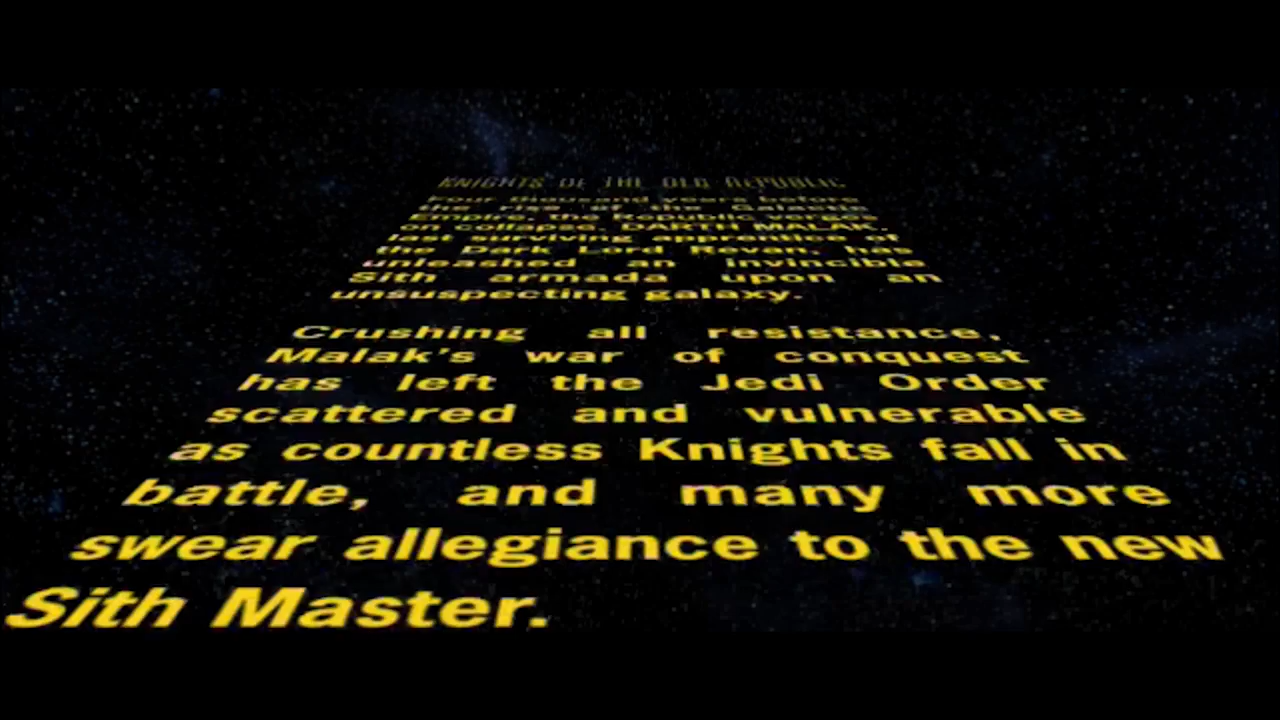 KNIGHTS OF THE OLD REPUBLIC
Four thousand years before
the rise of the Galactic
Empire, the Republic verges
on collapse. DARTH MALAK,
last surviving apprentice of
the Dark Lord Revan, has
unleashed an invincible
Sith armada upon an
unsuspecting galaxy.
Crushing all resistance,
Malak's war of conquest
has left the Jedi Order
scattered and vulnerable
as countless Knights fall in
battle, and many more
swear allegiance to the new
Sith Master.